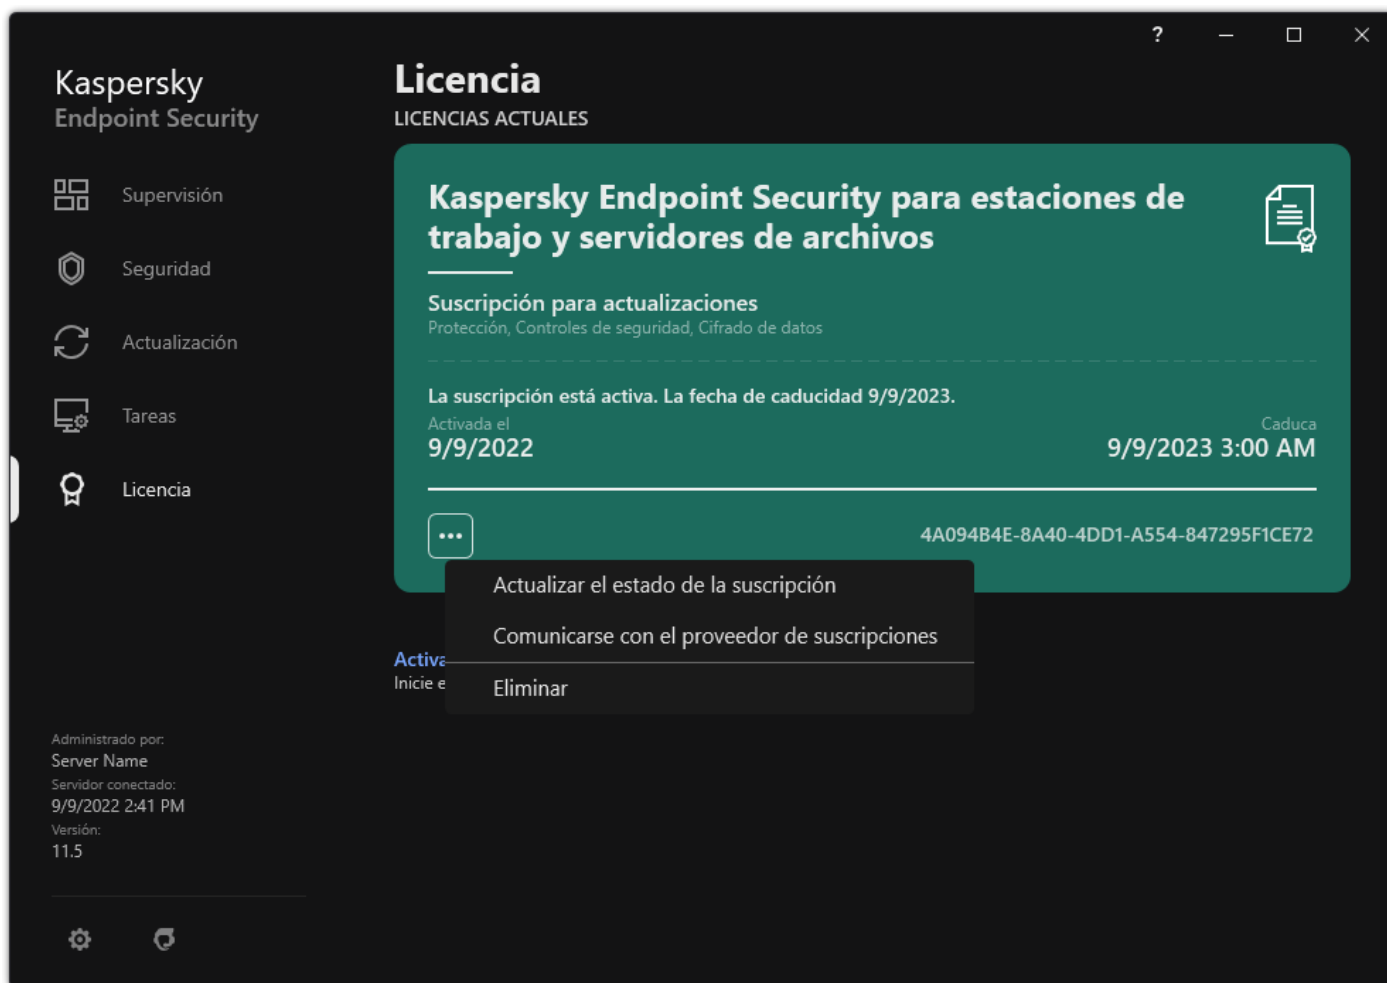 ?
Kaspersky
Endpoint Security
Supervisión
Seguridad
Actualización
Tareas
Licencia
Administrado por:
Server Name
Servidor conectado:
9/9/2022 2:41 PM
Versión:
11.5
Licencia
LICENCIAS ACTUALES
Kaspersky Endpoint Security para estaciones de
trabajo y servidores de archivos
Suscripción para actualizaciones
Protección, Controles de seguridad, Cifrado de datos
La suscripción está activa. La fecha de caducidad 9/9/2023.
Activada el
9/9/2022
Caduca
9/9/2023 3:00 AM
4A094B4E-8A40-4DD1-A554-847295F1CE72
Actualizar el estado de la suscripción
Comunicarse con el proveedor de suscripciones
Eliminar
Inicie